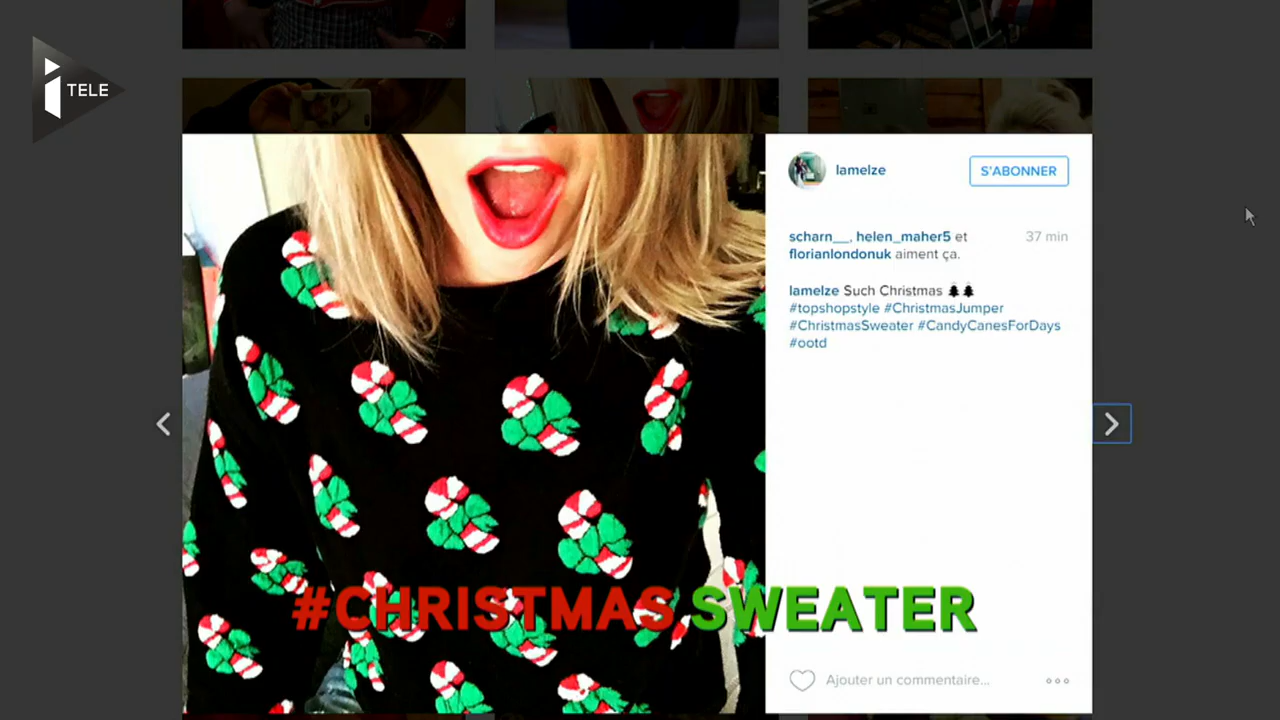 i TELE
lamelze
S'ABONNER
scharn__, helen_maher5 et
37 min
florianlondonuk aiment ça.
lamelze Such Christmas 🌲🌲
#topshopstyle #ChristmasJumper
#ChristmasSweater #CandyCanesForDays
#ootd
#CHRISTMAS SWEATER
Ajouter un commentaire...